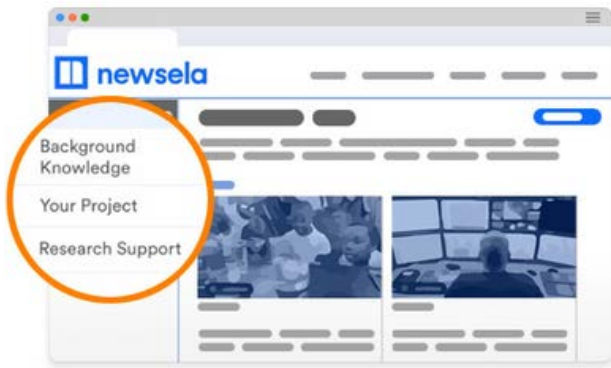 newsela
Background
Knowledge
Your Project
Research Support